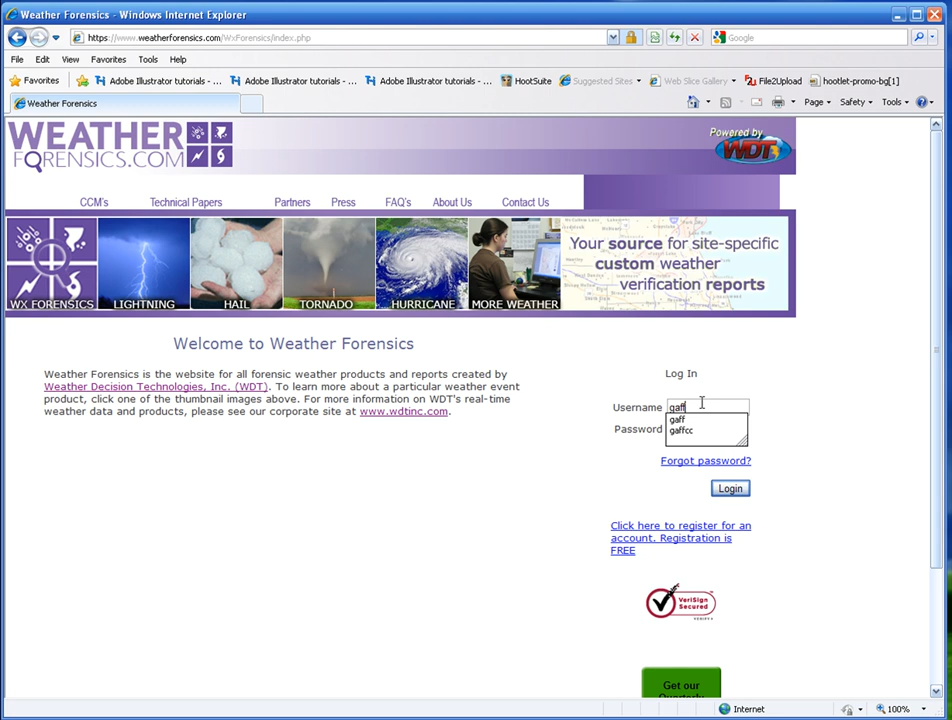 Weather Forensics - Windows Internet Explorer
https://www.weatherforensics.com/WxForensics/index.php
Google
File Edit View Favorites Tools Help
Favorites Adobe Illustrator tutorials - ... Adobe Illustrator tutorials - ... Adobe Illustrator tutorials - ... HootSuite Suggested Sites Web Slice Gallery File2Upload hootlet-promo-bg[1]
Weather Forensics
Page Safety Tools
WEATHER
FORENSICS.COM
Powered by
WDT
CCM's Technical Papers Partners Press FAQ's About Us Contact Us
WX FORENSICS LIGHTNING HAIL TORNADO HURRICANE MORE WEATHER
Your source for site-specific
custom weather
verification reports
Welcome to Weather Forensics
Weather Forensics is the website for all forensic weather products and reports created by
Weather Decision Technologies, Inc. (WDT). To learn more about a particular weather event
product, click one of the thumbnail images above. For more information on WDT's real-time
weather data and products, please see our corporate site at www.wdtinc.com.
Log In
Username gaff
gaff
gaffcc
Password
Forgot password?
Login
Click here to register for an
account. Registration is
FREE
VeriSign
Secured
Get our
Quarterly
Internet
100%